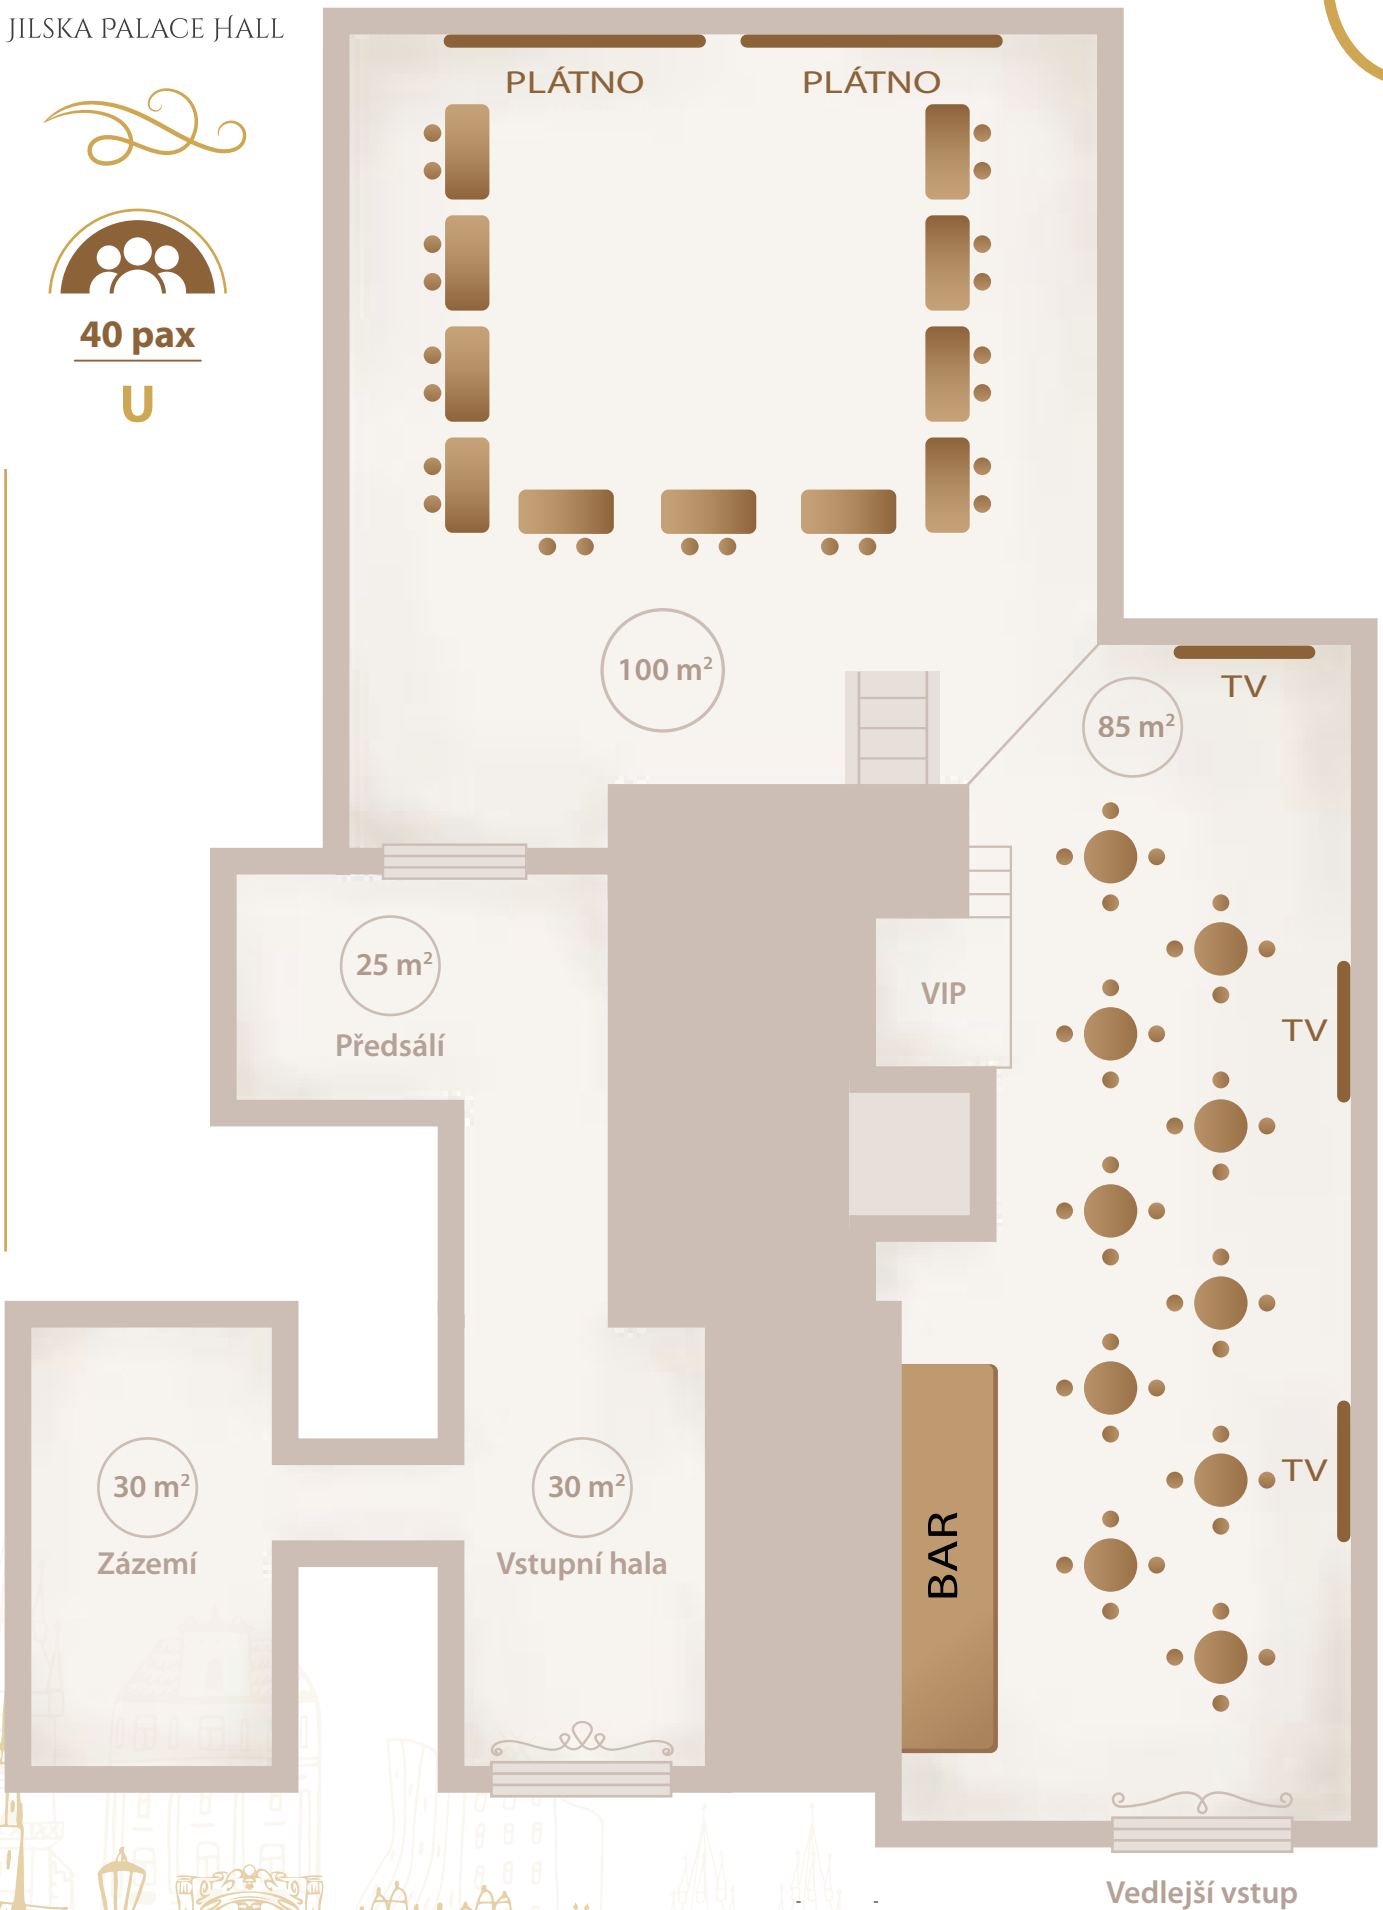 JILSKA PALACE HALL
40 pax
U
PLÁTNO
PLÁTNO
100 m²
TV
85 m²
25 m²
Předsálí
VIP
TV
TV
30 m²
Zázemí
30 m²
Vstupní hala
BAR
Vedlejší vstup